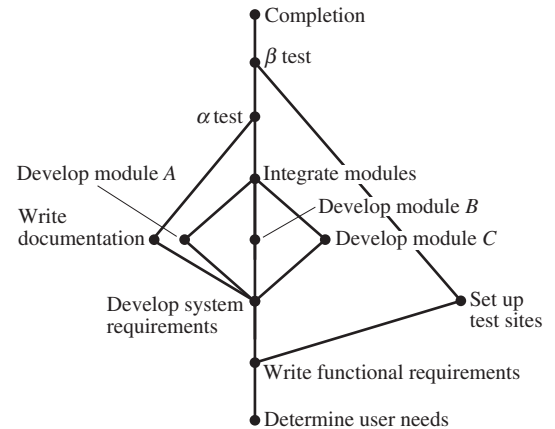 Completion
β test
α test
Develop module A
Integrate modules
Write
documentation
Develop module B
Develop module C
Develop system
requirements
Set up
test sites
Write functional requirements
Determine user needs